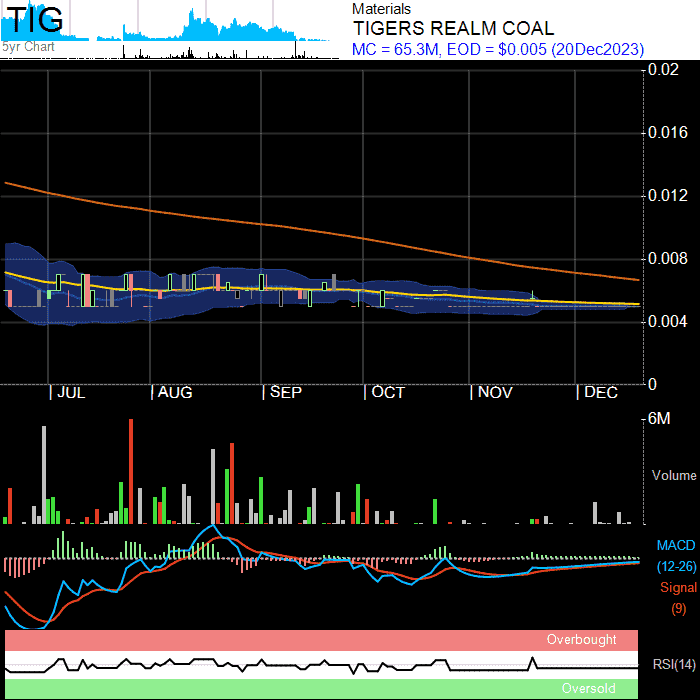 TIG
5yr Chart
Materials
TIGERS REALM COAL
MC = 65.3M, EOD = $0.005 (20Dec2023)
0.02
0.016
0.012
0.008
0.004
0
JUL
AUG
SEP
OCT
NOV
DEC
6M
Volume
MACD
(12-26)
Signal
(9)
Overbought
RSI(14)
Oversold